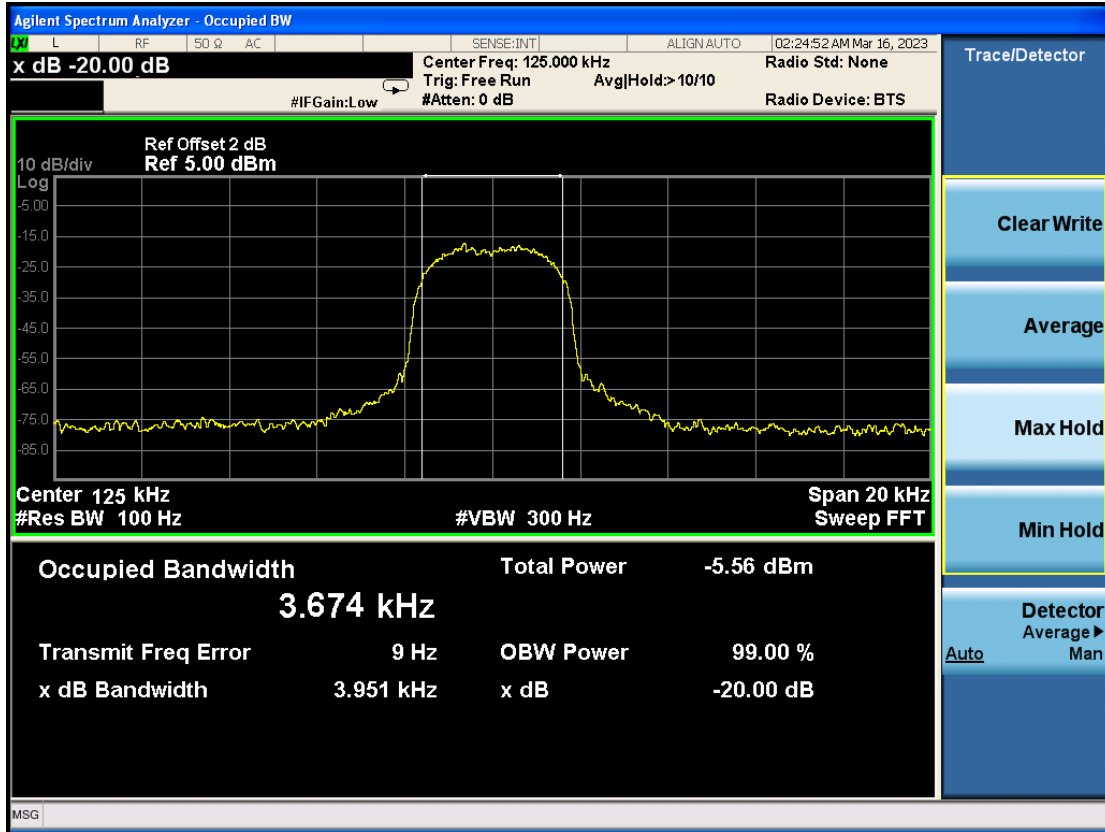 Agilent Spectrum Analyzer - Occupied BW
LXI L RF 50 Ω AC SENSE:INT ALIGN AUTO 02:24:52 AM Mar 16, 2023
x dB -20.00 dB
Center Freq: 125.000 kHz
Radio Std: None
Trig: Free Run
Avg|Hold:> 10/10
#IFGain:Low
#Atten: 0 dB
Radio Device: BTS
Ref Offset 2 dB
10 dB/div Ref 5.00 dBm
Log
-5.00
-15.0
-25.0
-35.0
-45.0
-55.0
-65.0
-75.0
-85.0
Center 125 kHz
Span 20 kHz
#Res BW 100 Hz
#VBW 300 Hz
Sweep FFT
Occupied Bandwidth
Total Power -5.56 dBm
3.674 kHz
Transmit Freq Error 9 Hz
OBW Power 99.00 %
x dB Bandwidth 3.951 kHz
x dB -20.00 dB
MSG
Trace/Detector
Clear Write
Average
Max Hold
Min Hold
Detector
Average
Auto Man